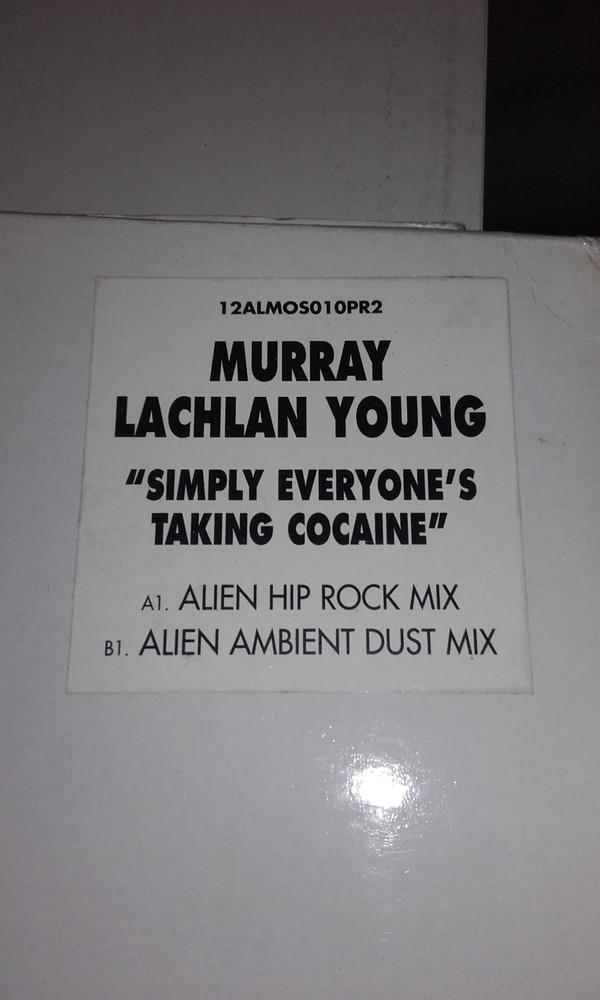 12ALMOS010PR2
MURRAY
LACHLAN YOUNG
"SIMPLY EVERYONE'S
TAKING COCAINE"
A1. ALIEN HIP ROCK MIX
B1. ALIEN AMBIENT DUST MIX